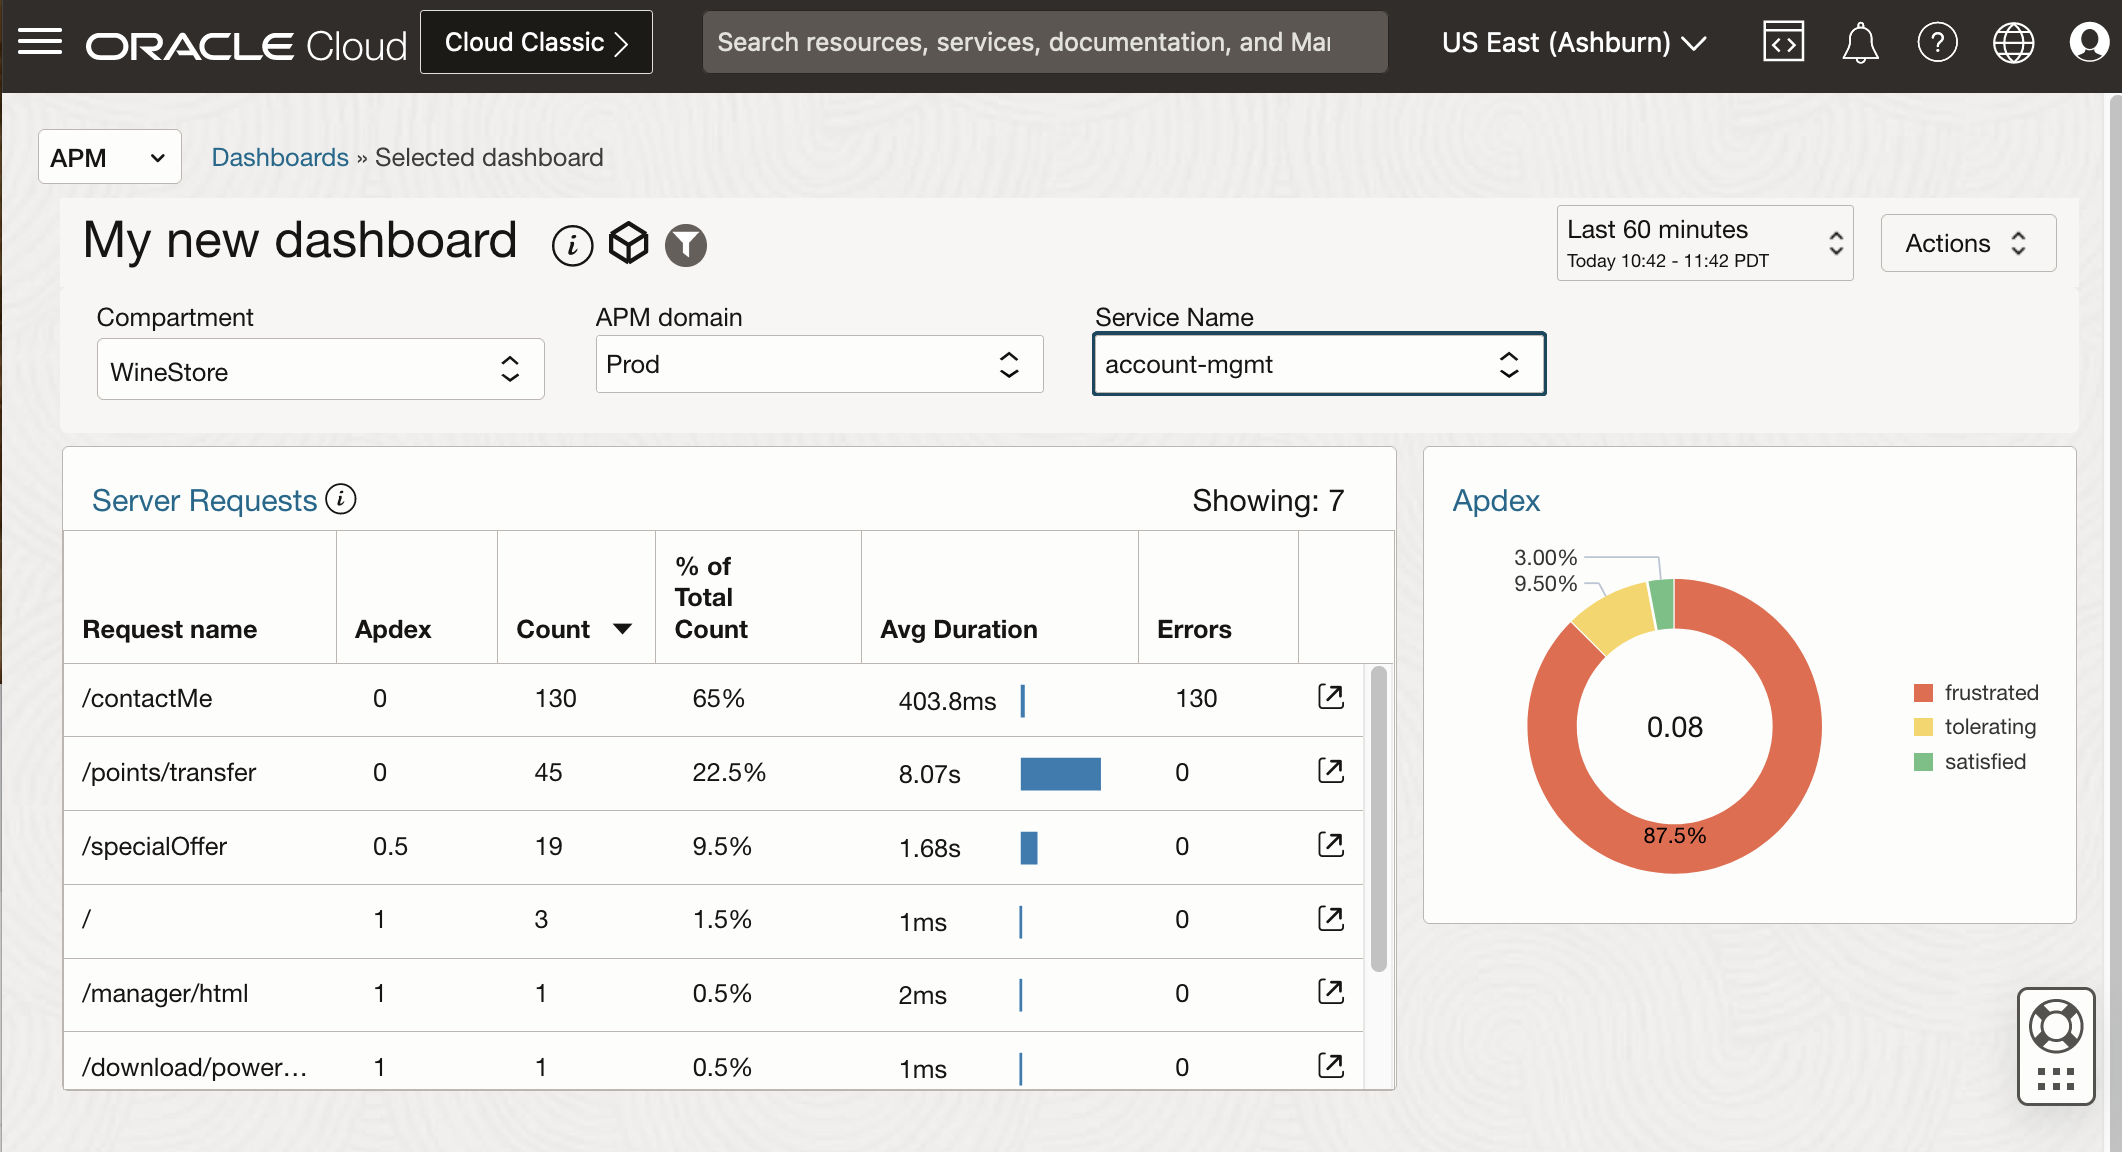 ORACLE Cloud
Cloud Classic
Search resources, services, documentation, and Mar
US East (Ashburn)
APM
Dashboards » Selected dashboard
My new dashboard
Last 60 minutes
Today 10:42 - 11:42 PDT
Actions
Compartment
WineStore
APM domain
Prod
Service Name
account-mgmt
Server Requests
Showing: 7
Request name Apdex Count % of Total Count Avg Duration Errors
/contactMe 0 130 65% 403.8ms 130
/points/transfer 0 45 22.5% 8.07s 0
/specialOffer 0.5 19 9.5% 1.68s 0
/ 1 3 1.5% 1ms 0
/manager/html 1 1 0.5% 2ms 0
/download/power... 1 1 0.5% 1ms 0
Apdex
3.00%
9.50%
0.08
87.5%
frustrated
tolerating
satisfied